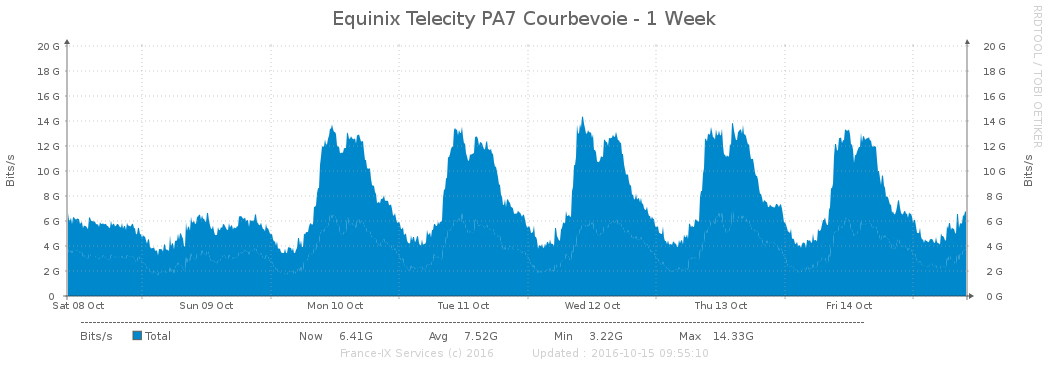 Equinix Telecity PA7 Courbevoie - 1 Week
RRDTOOL / TOBI OETIKER
Bits/s
20 G 20 G
18 G 18 G
16 G 16 G
14 G 14 G
12 G 12 G
10 G 10 G
8 G 8 G
6 G 6 G
4 G 4 G
2 G 2 G
0 0 G
Bits/s
Sat 08 Oct Sun 09 Oct Mon 10 Oct Tue 11 Oct Wed 12 Oct Thu 13 Oct Fri 14 Oct
Bits/s Total Now 6.41G Avg 7.52G Min 3.22G Max 14.33G
France-IX Services (c) 2016 Updated : 2016-10-15 09:55:10